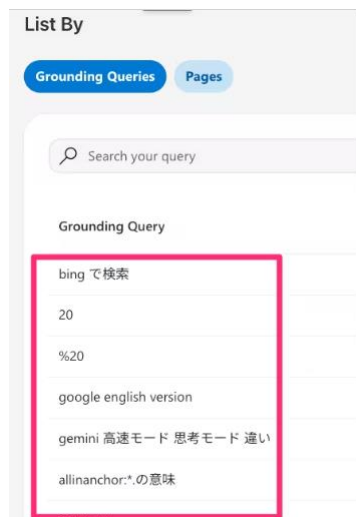 List By
Grounding Queries Pages
Search your query
Grounding Query
bing で検索
20
%20
google english version
gemini 高速モード 思考モード 違い
allinanchor:*.の意味